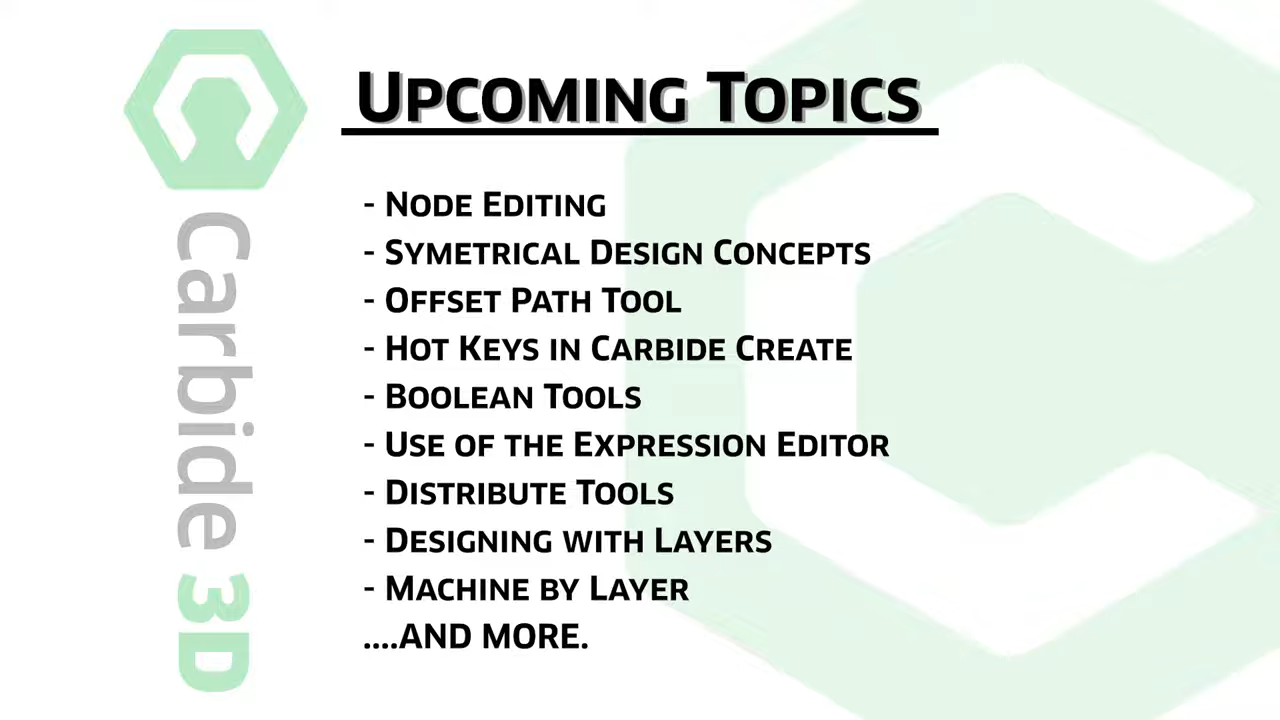 Upcoming Topics
- Node Editing
- Symetrical Design Concepts
- Offset Path Tool
- Hot Keys in Carbide Create
- Boolean Tools
- Use of the Expression Editor
- Distribute Tools
- Designing with Layers
- Machine by Layer
....and more.
Carbide 3D